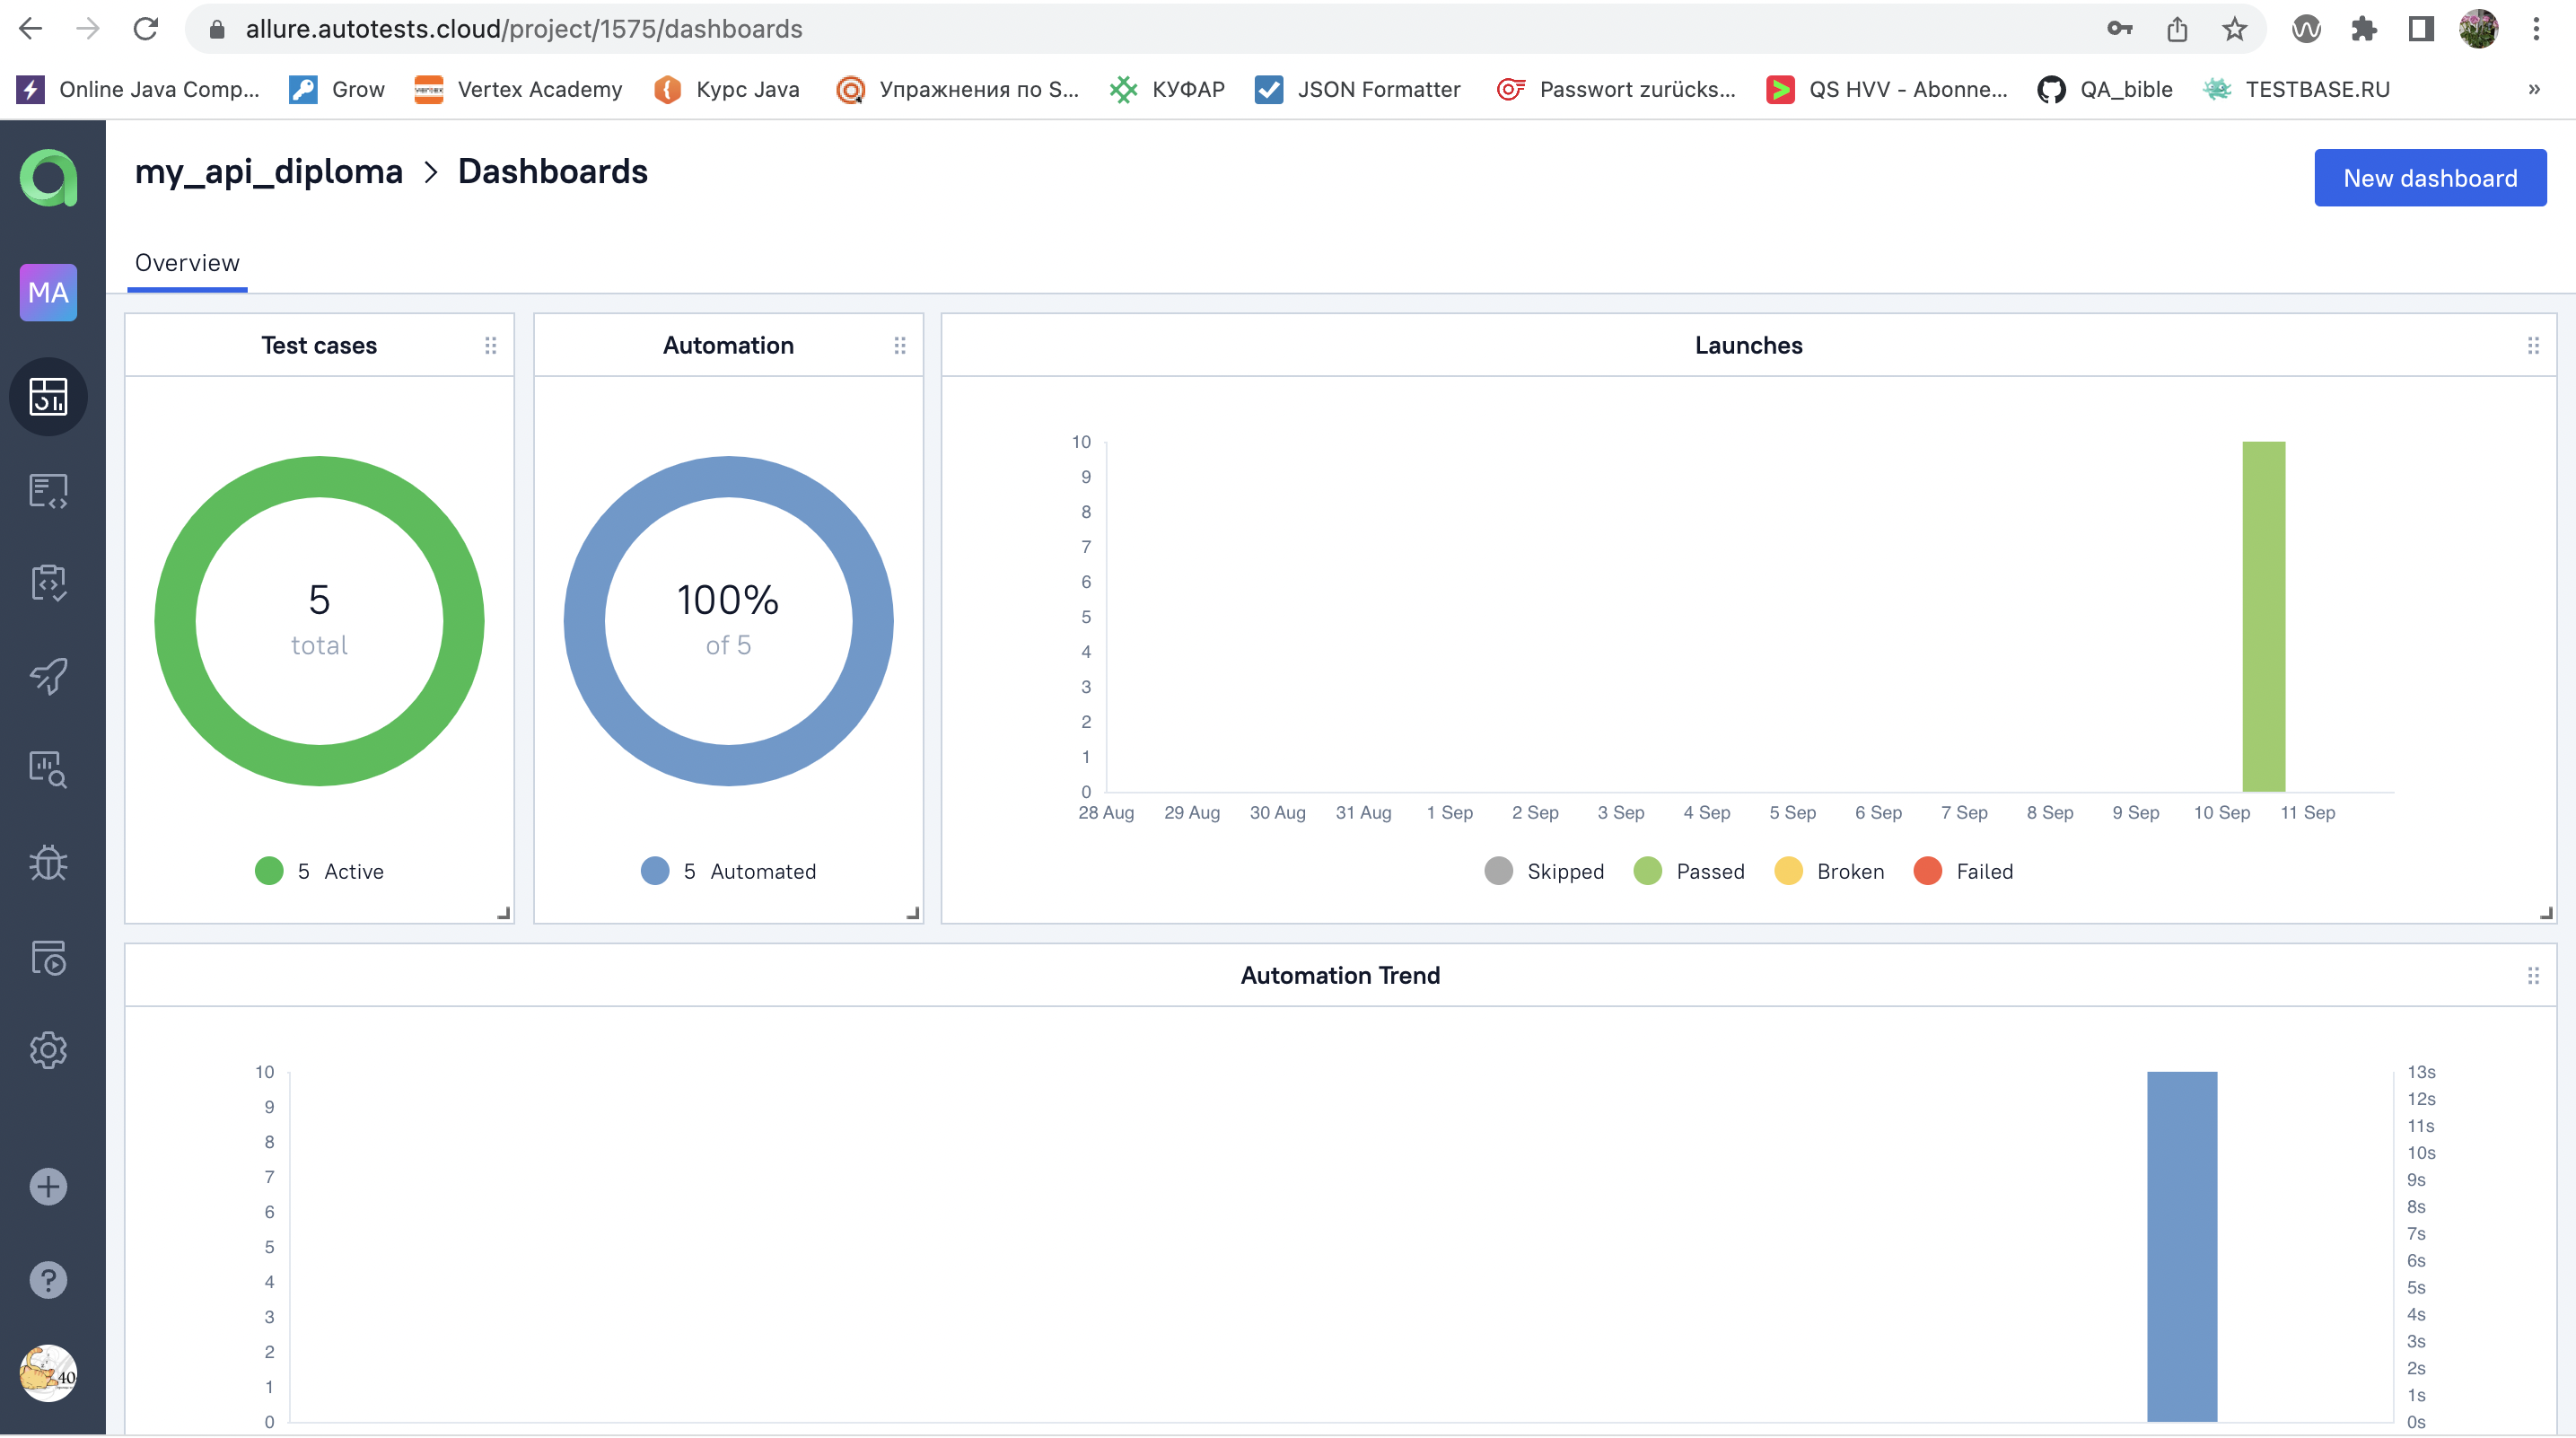 allure.autotests.cloud/project/1575/dashboards
Online Java Comp... Grow Vertex Academy Курс Java Упражнения по S... КУФАР JSON Formatter Passwort zurücks... QS HVV - Abonne... QA_bible TESTBASE.RU »
my_api_diploma > Dashboards
New dashboard
MA
Overview
Test cases
5
total
5 Active
Automation
100%
of 5
5 Automated
Launches
10
9
8
7
6
5
4
3
2
1
0
28 Aug 29 Aug 30 Aug 31 Aug 1 Sep 2 Sep 3 Sep 4 Sep 5 Sep 6 Sep 7 Sep 8 Sep 9 Sep 10 Sep 11 Sep
Skipped Passed Broken Failed
Automation Trend
10
9
8
7
6
5
4
3
2
1
0
13s
12s
11s
10s
9s
8s
7s
6s
5s
4s
3s
2s
1s
0s
40